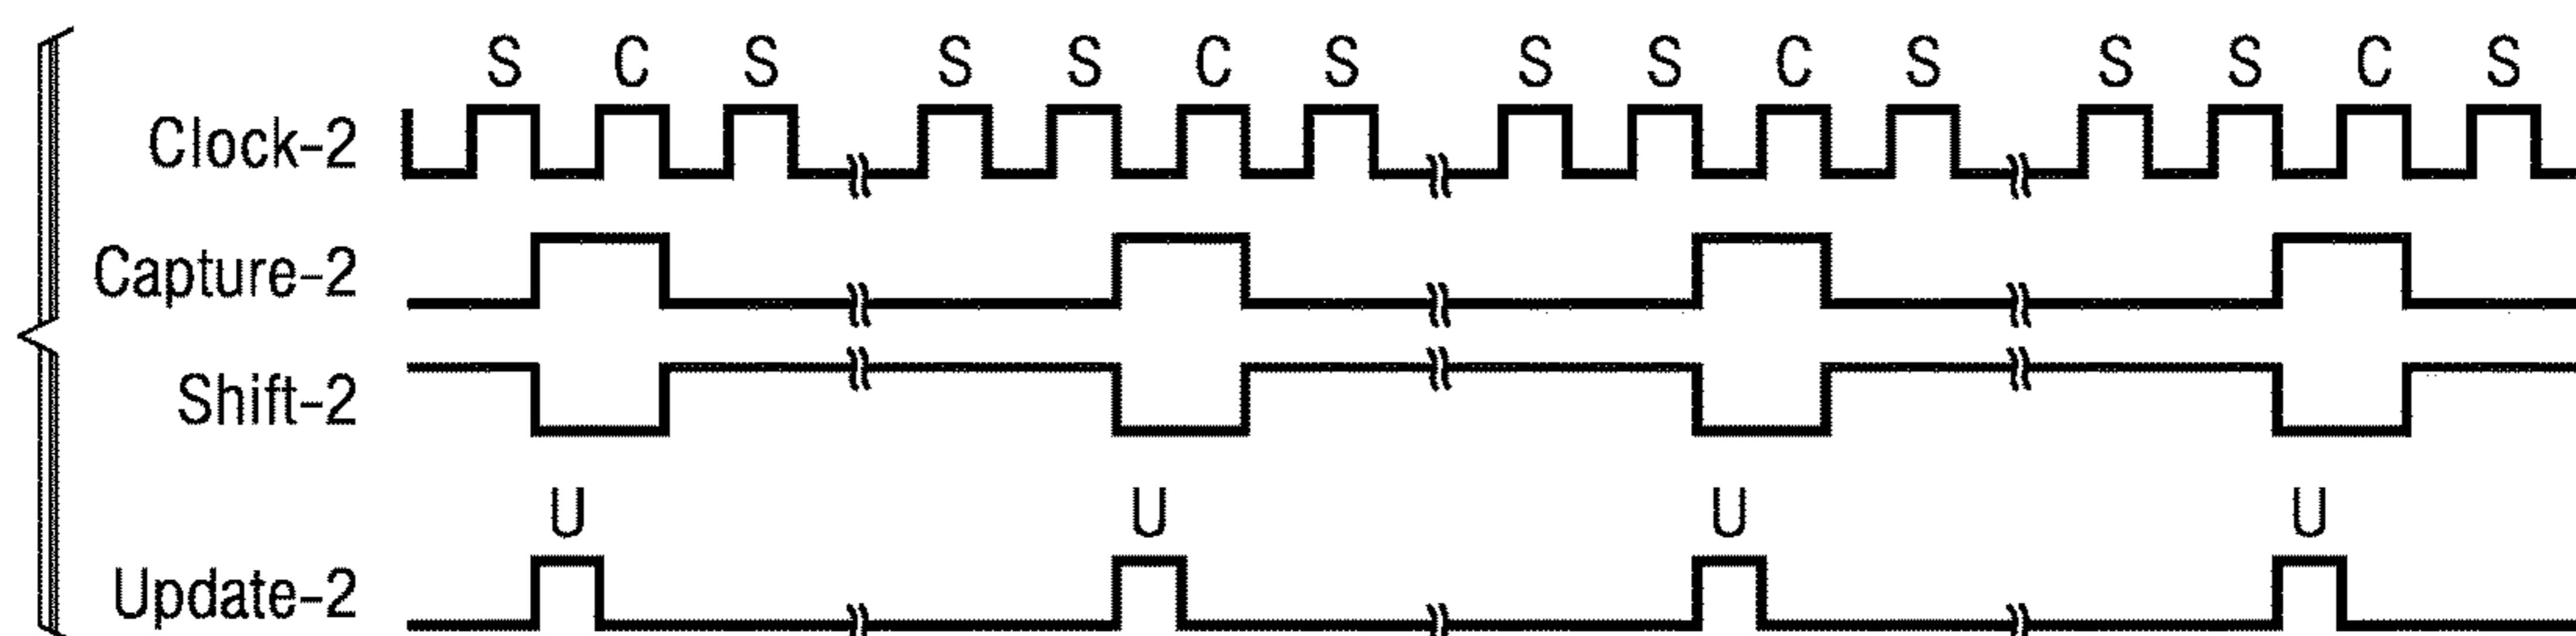 S C S S S C S S S C S S S C S
Clock-2
Capture-2
Shift-2
U U U U
Update-2